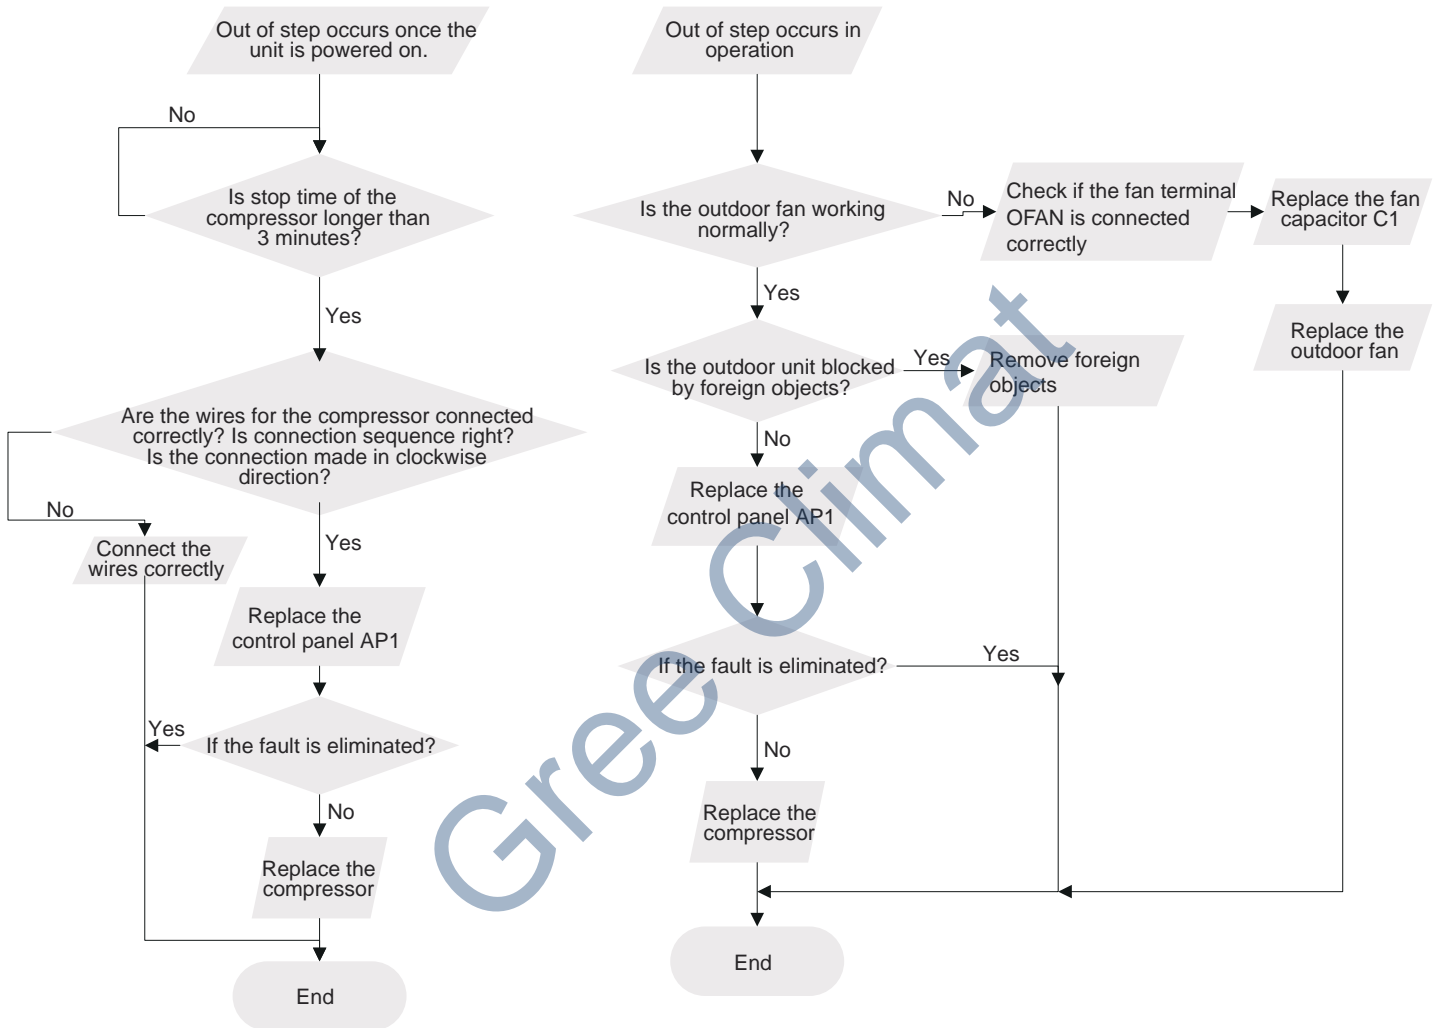 Out of step occurs once the
unit is powered on.
No
Is stop time of the
compressor longer than
3 minutes?
Yes
Are the wires for the compressor connected
correctly? Is connection sequence right?
Is the connection made in clockwise
direction?
No
Connect the
wires correctly
Yes
Replace the
control panel AP1
Yes
If the fault is eliminated?
No
Replace the
compressor
End
Out of step occurs in
operation
Is the outdoor fan working
normally?
No
Check if the fan terminal
OFAN is connected
correctly
Replace the fan
capacitor C1
Replace the
outdoor fan
Yes
Is the outdoor unit blocked
by foreign objects?
Yes
Remove foreign
objects
No
Replace the
control panel AP1
If the fault is eliminated?
Yes
No
Replace the
compressor
End
Gree Climat